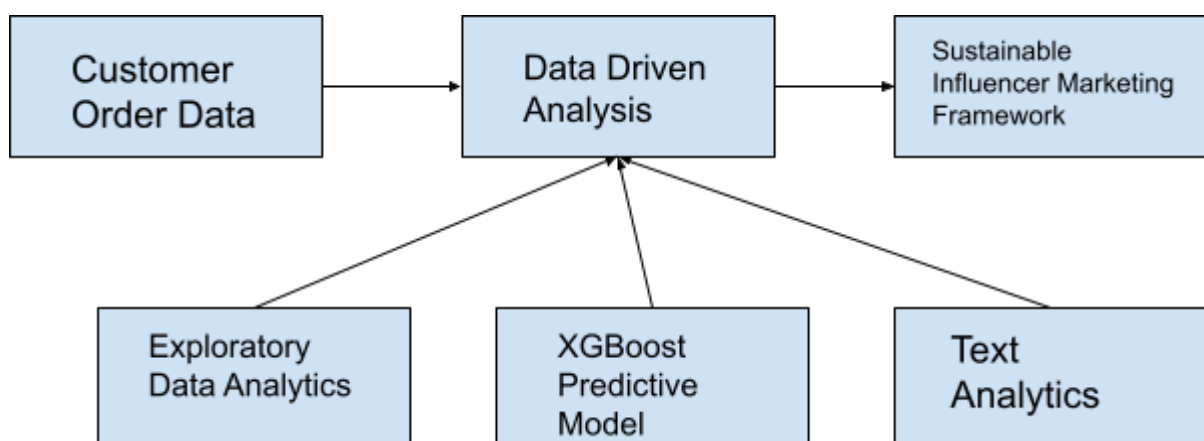 Customer
Order Data
Data Driven
Analysis
Sustainable
Influencer Marketing
Framework
Exploratory
Data Analytics
XGBoost
Predictive
Model
Text
Analytics